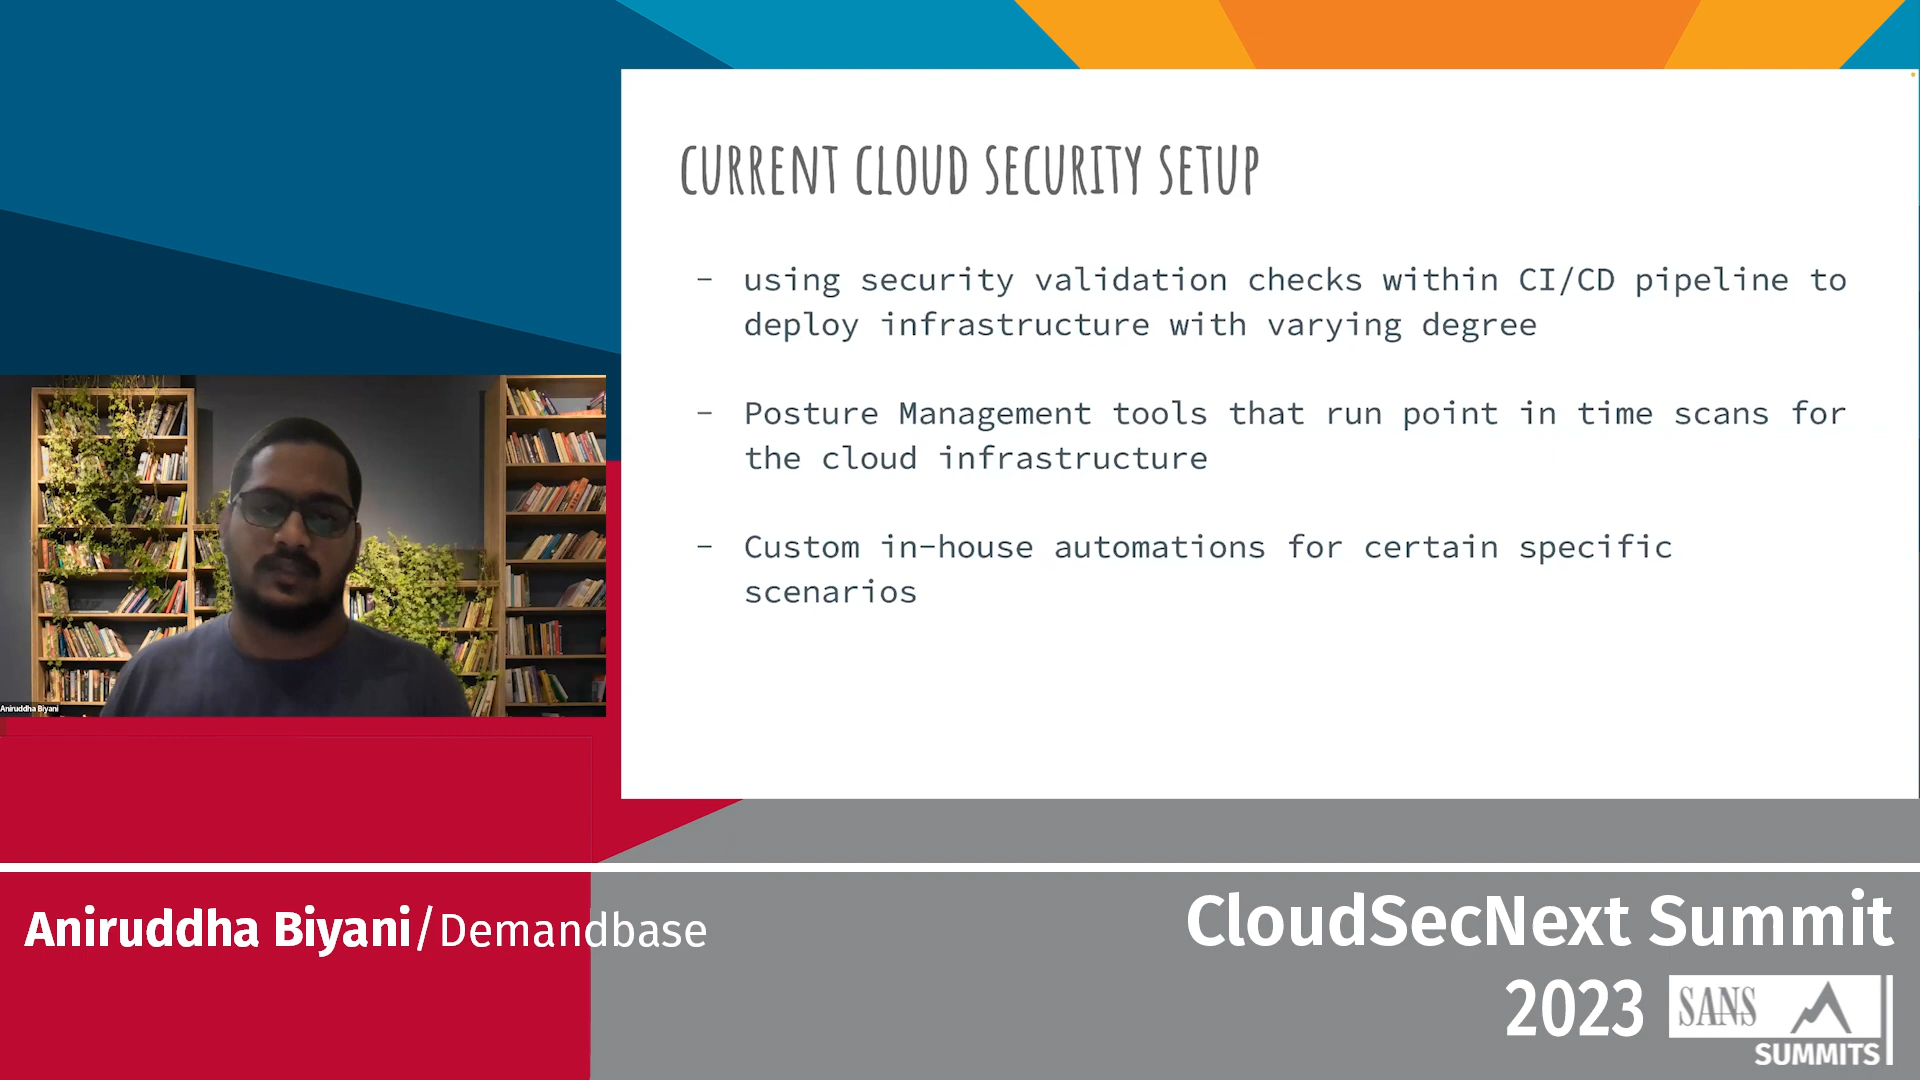 CURRENT CLOUD SECURITY SETUP
- using security validation checks within CI/CD pipeline to
deploy infrastructure with varying degree
- Posture Management tools that run point in time scans for
the cloud infrastructure
- Custom in-house automations for certain specific
scenarios
Aniruddha Biyani
Aniruddha Biyani/Demandbase
CloudSecNext Summit
2023
SANS
SUMMITS